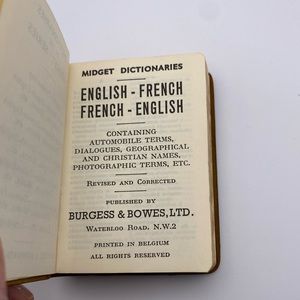 MIDGET DICTIONARIES
ENGLISH - FRENCH
FRENCH - ENGLISH
CONTAINING
AUTOMOBILE TERMS,
DIALOGUES, GEOGRAPHICAL
AND CHRISTIAN NAMES,
PHOTOGRAPHIC TERMS, ETC.
REVISED AND CORRECTED
PUBLISHED BY
BURGESS & BOWES, LTD.
WATERLOO ROAD, N.W.2
PRINTED IN BELGIUM
ALL RIGHTS RESERVED